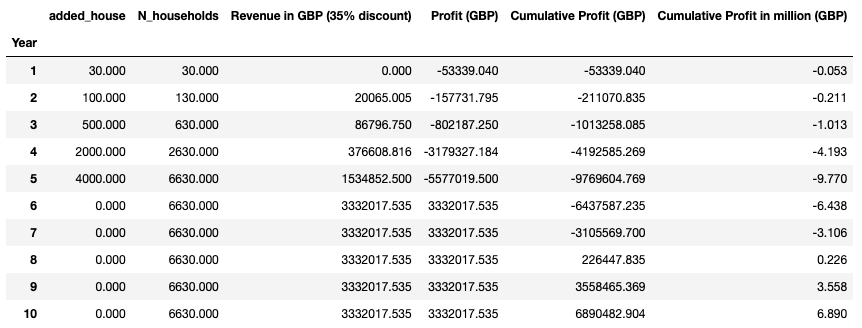 added_house N_households Revenue in GBP (35% discount) Profit (GBP) Cumulative Profit (GBP) Cumulative Profit in million (GBP)
Year
1 30.000 30.000 0.000 -53339.040 -53339.040 -0.053
2 100.000 130.000 20065.005 -157731.795 -211070.835 -0.211
3 500.000 630.000 86796.750 -802187.250 -1013258.085 -1.013
4 2000.000 2630.000 376608.816 -3179327.184 -4192585.269 -4.193
5 4000.000 6630.000 1534852.500 -5577019.500 -9769604.769 -9.770
6 0.000 6630.000 3332017.535 3332017.535 -6437587.235 -6.438
7 0.000 6630.000 3332017.535 3332017.535 -3105569.700 -3.106
8 0.000 6630.000 3332017.535 3332017.535 226447.835 0.226
9 0.000 6630.000 3332017.535 3332017.535 3558465.369 3.558
10 0.000 6630.000 3332017.535 3332017.535 6890482.904 6.890